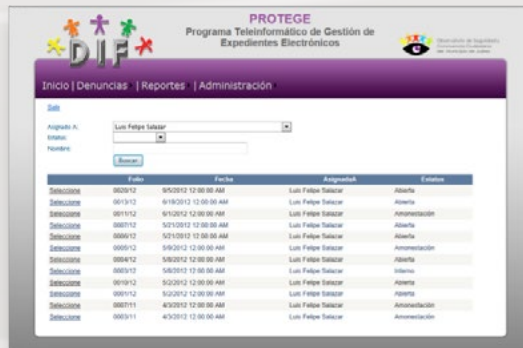 PROTEGE
Programa Teleinformático de Gestión de
Expedientes Electrónicos
DIF
Observatorio de Seguridad y
Convivencia Ciudadanas
del Municipio de Juárez
Inicio | Denuncias | Reportes | Administración
Salir
Asignado A: Luis Felipe Salazar
Estatus:
Nombre:
Buscar
Folio Fecha AsignadaA Estatus
Seleccione 0020/12 9/5/2012 12:00:00 AM Luis Felipe Salazar Abierta
Seleccione 0013/12 6/18/2012 12:00:00 AM Luis Felipe Salazar Abierta
Seleccione 0011/12 6/1/2012 12:00:00 AM Luis Felipe Salazar Amonestación
Seleccione 0007/12 5/21/2012 12:00:00 AM Luis Felipe Salazar Abierta
Seleccione 0006/12 5/21/2012 12:00:00 AM Luis Felipe Salazar Abierta
Seleccione 0005/12 5/9/2012 12:00:00 AM Luis Felipe Salazar Amonestación
Seleccione 0004/12 5/8/2012 12:00:00 AM Luis Felipe Salazar Abierta
Seleccione 0003/12 5/8/2012 12:00:00 AM Luis Felipe Salazar Interno
Seleccione 0010/12 5/2/2012 12:00:00 AM Luis Felipe Salazar Abierta
Seleccione 0001/12 5/2/2012 12:00:00 AM Luis Felipe Salazar Abierta
Seleccione 0007/11 4/3/2012 12:00:00 AM Luis Felipe Salazar Amonestación
Seleccione 0003/11 4/3/2012 12:00:00 AM Luis Felipe Salazar Amonestación